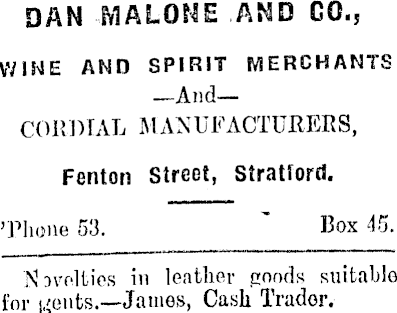 DAN MALONE AND CO.,
WINE AND SPIRIT MERCHANTS
—And—
CORDIAL MANUFACTURERS,
Fenton Street, Stratford.
'Phone 53. Box 45.
Novelties in leather goods suitable
for gents.—James, Cash Trader.